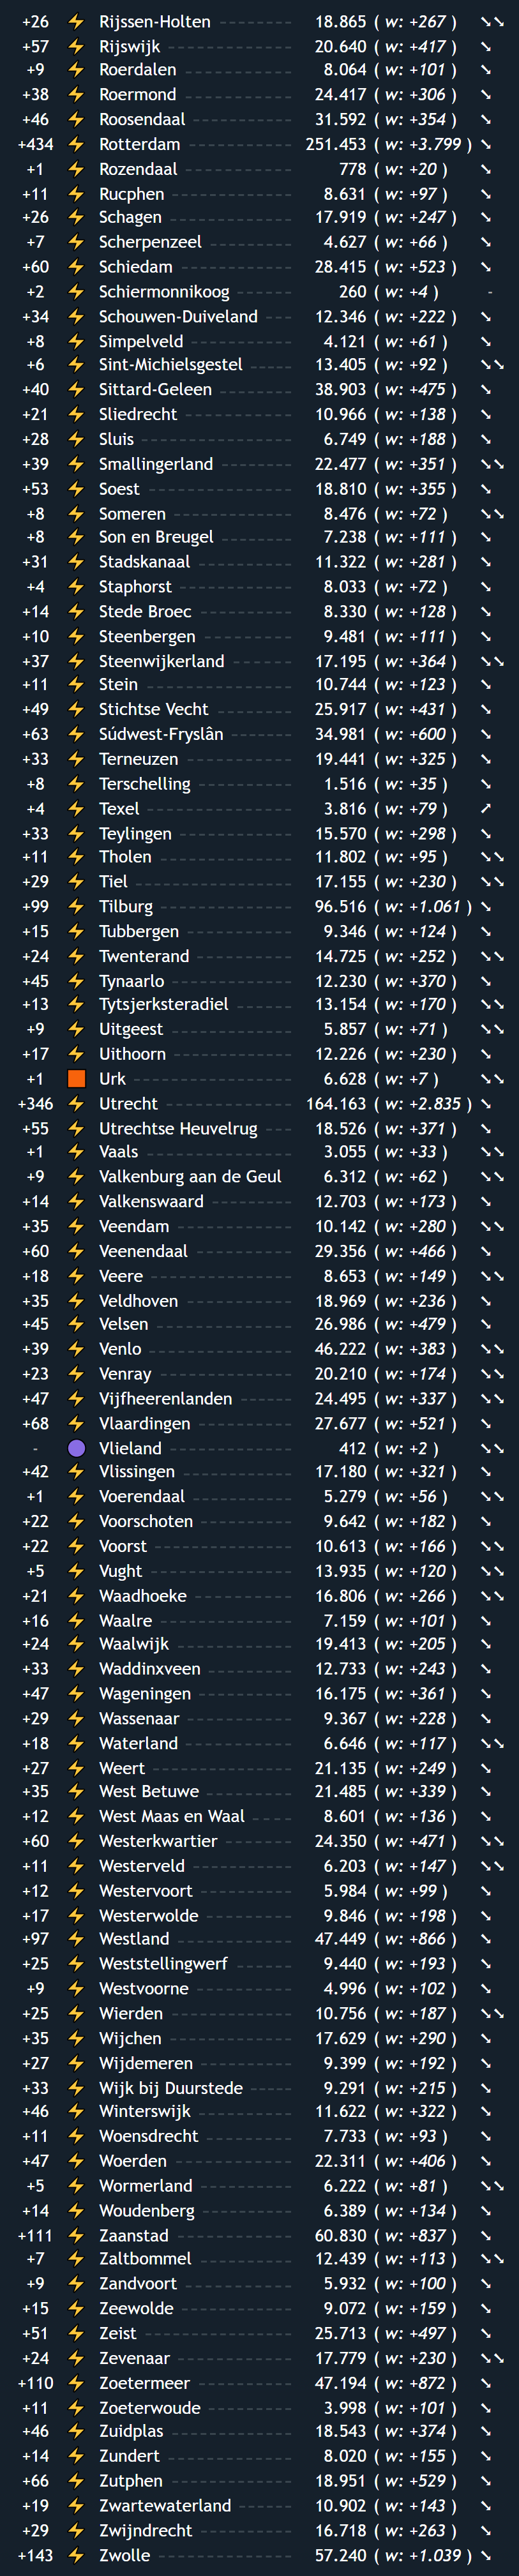 +26 Rijssen-Holten 18.865 ( w: +267 )
+57 Rijswijk 20.640 ( w: +417 )
+9 Roerdalen 8.064 ( w: +101 )
+38 Roermond 24.417 ( w: +306 )
+46 Roosendaal 31.592 ( w: +354 )
+434 Rotterdam 251.453 ( w: +3.799 )
+1 Rozendaal 778 ( w: +20 )
+11 Rucphen 8.631 ( w: +97 )
+26 Schagen 17.919 ( w: +247 )
+7 Scherpenzeel 4.627 ( w: +66 )
+60 Schiedam 28.415 ( w: +523 )
+2 Schiermonnikoog 260 ( w: +4 ) -
+34 Schouwen-Duiveland 12.346 ( w: +222 )
+8 Simpelveld 4.121 ( w: +61 )
+6 Sint-Michielsgestel 13.405 ( w: +92 )
+40 Sittard-Geleen 38.903 ( w: +475 )
+21 Sliedrecht 10.966 ( w: +138 )
+28 Sluis 6.749 ( w: +188 )
+39 Smallingerland 22.477 ( w: +351 )
+53 Soest 18.810 ( w: +355 )
+8 Someren 8.476 ( w: +72 )
+8 Son en Breugel 7.238 ( w: +111 )
+31 Stadskanaal 11.322 ( w: +281 )
+4 Staphorst 8.033 ( w: +72 )
+14 Stede Broec 8.330 ( w: +128 )
+10 Steenbergen 9.481 ( w: +111 )
+37 Steenwijkerland 17.195 ( w: +364 )
+11 Stein 10.744 ( w: +123 )
+49 Stichtse Vecht 25.917 ( w: +431 )
+63 Súdwest-Fryslân 34.981 ( w: +600 )
+33 Terneuzen 19.441 ( w: +325 )
+8 Terschelling 1.516 ( w: +35 )
+4 Texel 3.816 ( w: +79 )
+33 Teylingen 15.570 ( w: +298 )
+11 Tholen 11.802 ( w: +95 )
+29 Tiel 17.155 ( w: +230 )
+99 Tilburg 96.516 ( w: +1.061 )
+15 Tubbergen 9.346 ( w: +124 )
+24 Twenterand 14.725 ( w: +252 )
+45 Tynaarlo 12.230 ( w: +370 )
+13 Tytsjerksteradiel 13.154 ( w: +170 )
+9 Uitgeest 5.857 ( w: +71 )
+17 Uithoorn 12.226 ( w: +230 )
+1 Urk 6.628 ( w: +7 )
+346 Utrecht 164.163 ( w: +2.835 )
+55 Utrechtse Heuvelrug 18.526 ( w: +371 )
+1 Vaals 3.055 ( w: +33 )
+9 Valkenburg aan de Geul 6.312 ( w: +62 )
+14 Valkenswaard 12.703 ( w: +173 )
+35 Veendam 10.142 ( w: +280 )
+60 Veenendaal 29.356 ( w: +466 )
+18 Veere 8.653 ( w: +149 )
+35 Veldhoven 18.969 ( w: +236 )
+45 Velsen 26.986 ( w: +479 )
+39 Venlo 46.222 ( w: +383 )
+23 Venray 20.210 ( w: +174 )
+47 Vijfheerenlanden 24.495 ( w: +337 )
+68 Vlaardingen 27.677 ( w: +521 )
- Vlieland 412 ( w: +2 )
+42 Vlissingen 17.180 ( w: +321 )
+1 Voerendaal 5.279 ( w: +56 )
+22 Voorschoten 9.642 ( w: +182 )
+22 Voorst 10.613 ( w: +166 )
+5 Vught 13.935 ( w: +120 )
+21 Waadhoeke 16.806 ( w: +266 )
+16 Waalre 7.159 ( w: +101 )
+24 Waalwijk 19.413 ( w: +205 )
+33 Waddinxveen 12.733 ( w: +243 )
+47 Wageningen 16.175 ( w: +361 )
+29 Wassenaar 9.367 ( w: +228 )
+18 Waterland 6.646 ( w: +117 )
+27 Weert 21.135 ( w: +249 )
+35 West Betuwe 21.485 ( w: +339 )
+12 West Maas en Waal 8.601 ( w: +136 )
+60 Westerkwartier 24.350 ( w: +471 )
+11 Westerveld 6.203 ( w: +147 )
+12 Westervoort 5.984 ( w: +99 )
+17 Westerwolde 9.846 ( w: +198 )
+97 Westland 47.449 ( w: +866 )
+25 Weststellingwerf 9.440 ( w: +193 )
+9 Westvoorne 4.996 ( w: +102 )
+25 Wierden 10.756 ( w: +187 )
+35 Wijchen 17.629 ( w: +290 )
+27 Wijdemeren 9.399 ( w: +192 )
+33 Wijk bij Duurstede 9.291 ( w: +215 )
+46 Winterswijk 11.622 ( w: +322 )
+11 Woensdrecht 7.733 ( w: +93 )
+47 Woerden 22.311 ( w: +406 )
+5 Wormerland 6.222 ( w: +81 )
+14 Woudenberg 6.389 ( w: +134 )
+111 Zaanstad 60.830 ( w: +837 )
+7 Zaltbommel 12.439 ( w: +113 )
+9 Zandvoort 5.932 ( w: +100 )
+15 Zeewolde 9.072 ( w: +159 )
+51 Zeist 25.713 ( w: +497 )
+24 Zevenaar 17.779 ( w: +230 )
+110 Zoetermeer 47.194 ( w: +872 )
+11 Zoeterwoude 3.998 ( w: +101 )
+46 Zuidplas 18.543 ( w: +374 )
+14 Zundert 8.020 ( w: +155 )
+66 Zutphen 18.951 ( w: +529 )
+19 Zwartewaterland 10.902 ( w: +143 )
+29 Zwijndrecht 16.718 ( w: +263 )
+143 Zwolle 57.240 ( w: +1.039 )